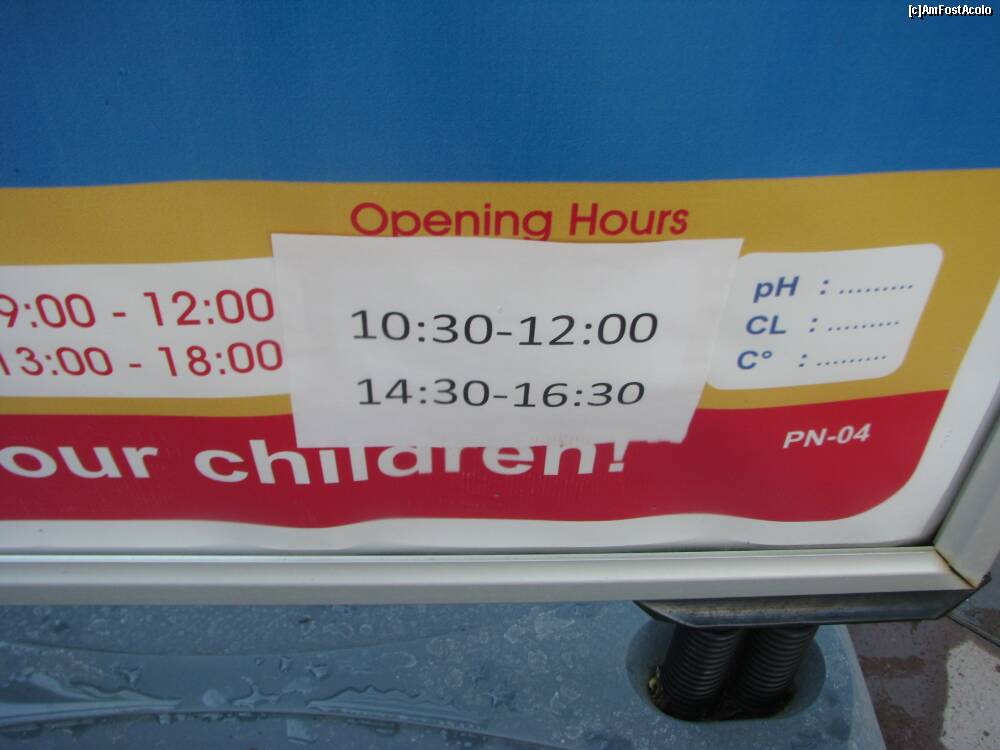 [c]AmFostAcolo
Opening Hours
9:00 - 12:00
13:00 - 18:00
10:30-12:00
14:30-16:30
pH : .........
CL : .........
C° : .........
our children!
PN-04